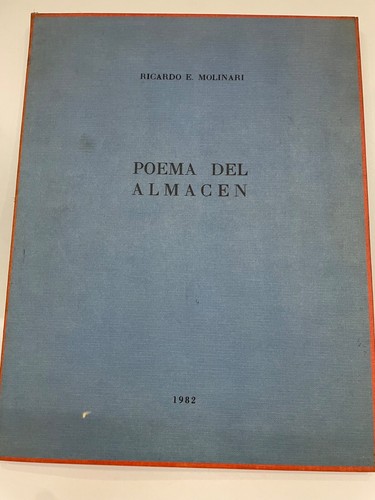 RICARDO E. MOLINARI
POEMA DEL
ALMACEN
1982